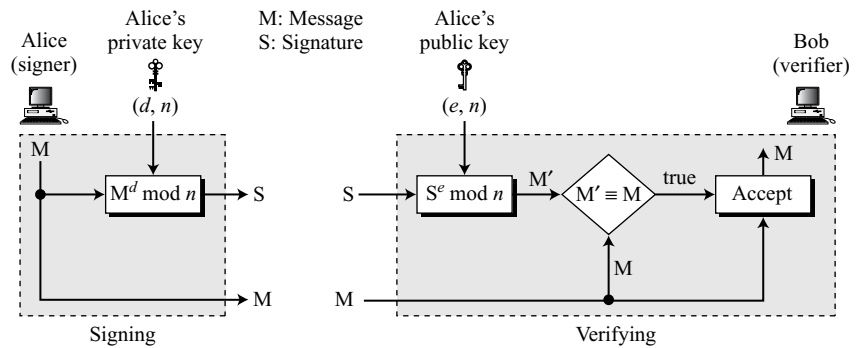 Alice
(signer)
Alice's
private key
(d, n)
M: Message
S: Signature
Alice's
public key
(e, n)
Bob
(verifier)
M
M^d mod n
S
M
Signing
S
S^e mod n
M′
M′ ≡ M
true
Accept
M
M
M
Verifying